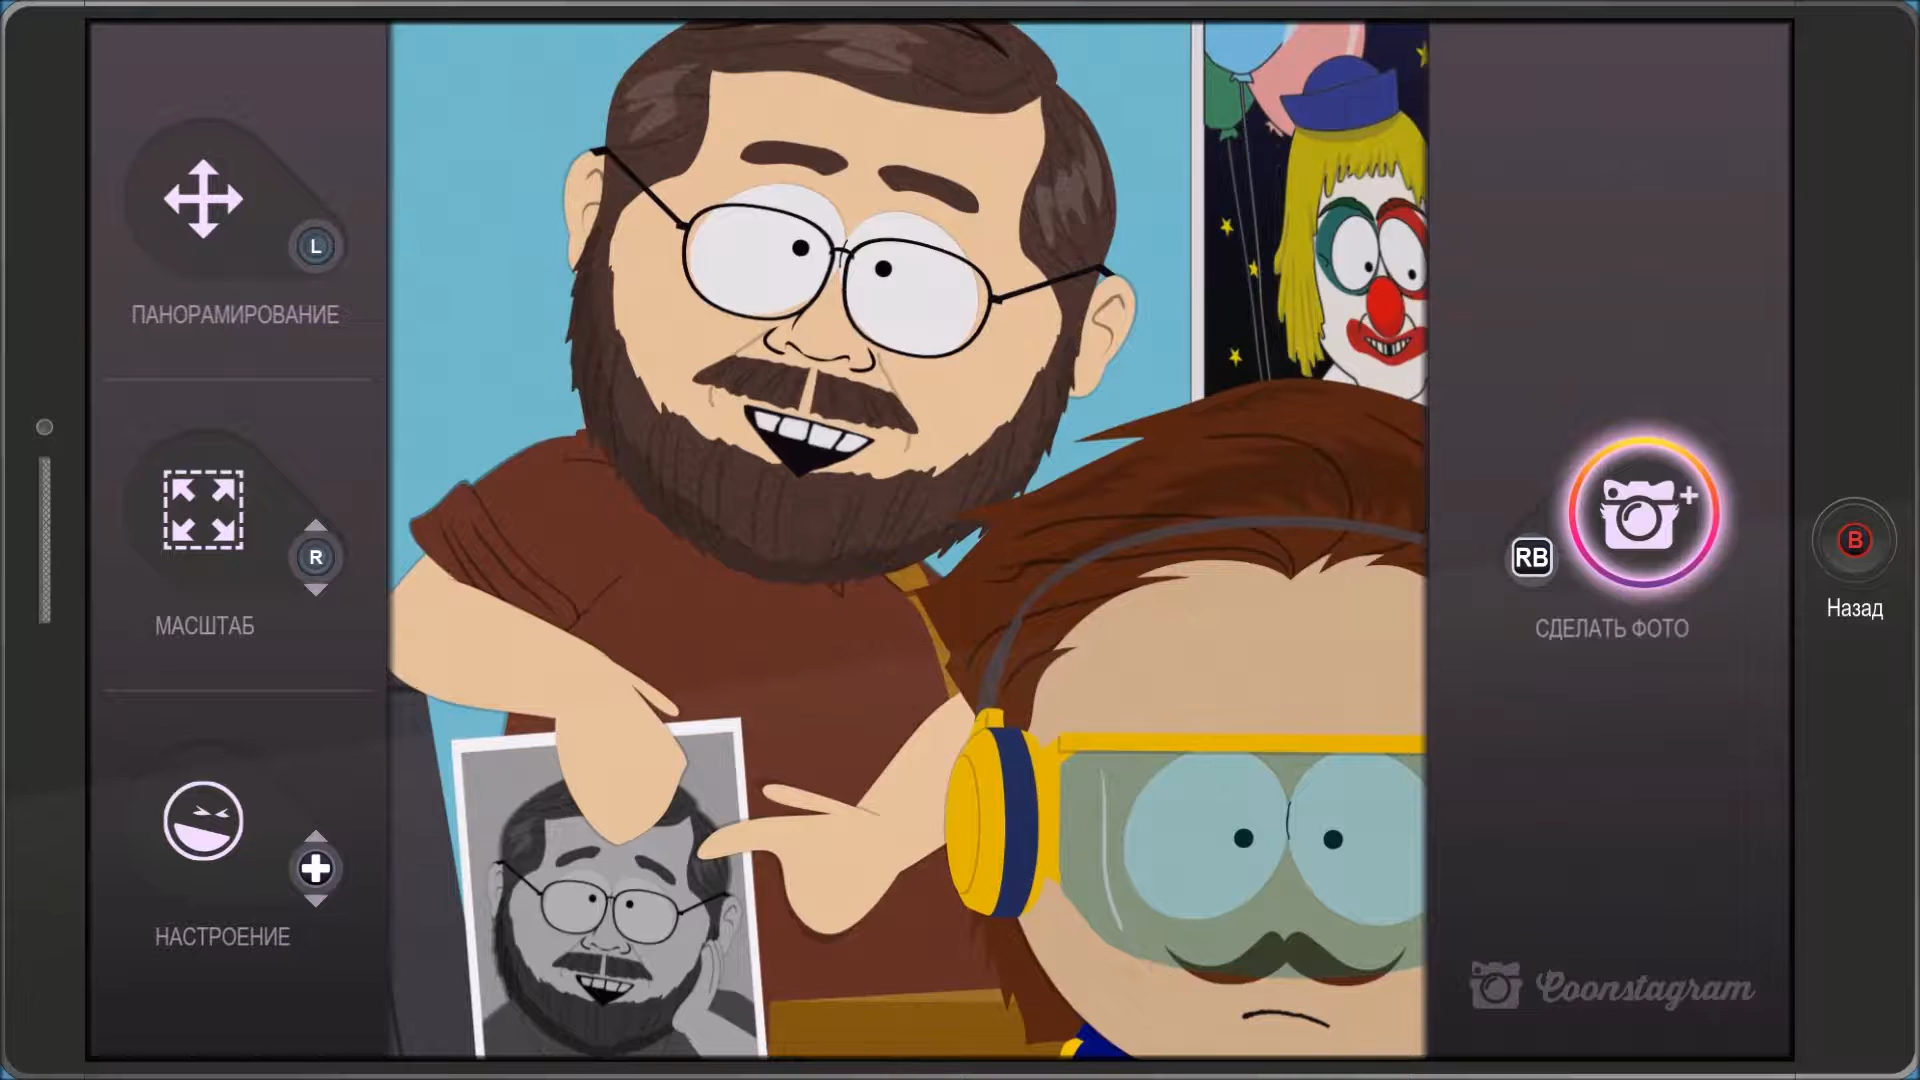 L
ПАНОРАМИРОВАНИЕ
R
МАСШТАБ
НАСТРОЕНИЕ
RB
СДЕЛАТЬ ФОТО
B
Назад
Coonstagram